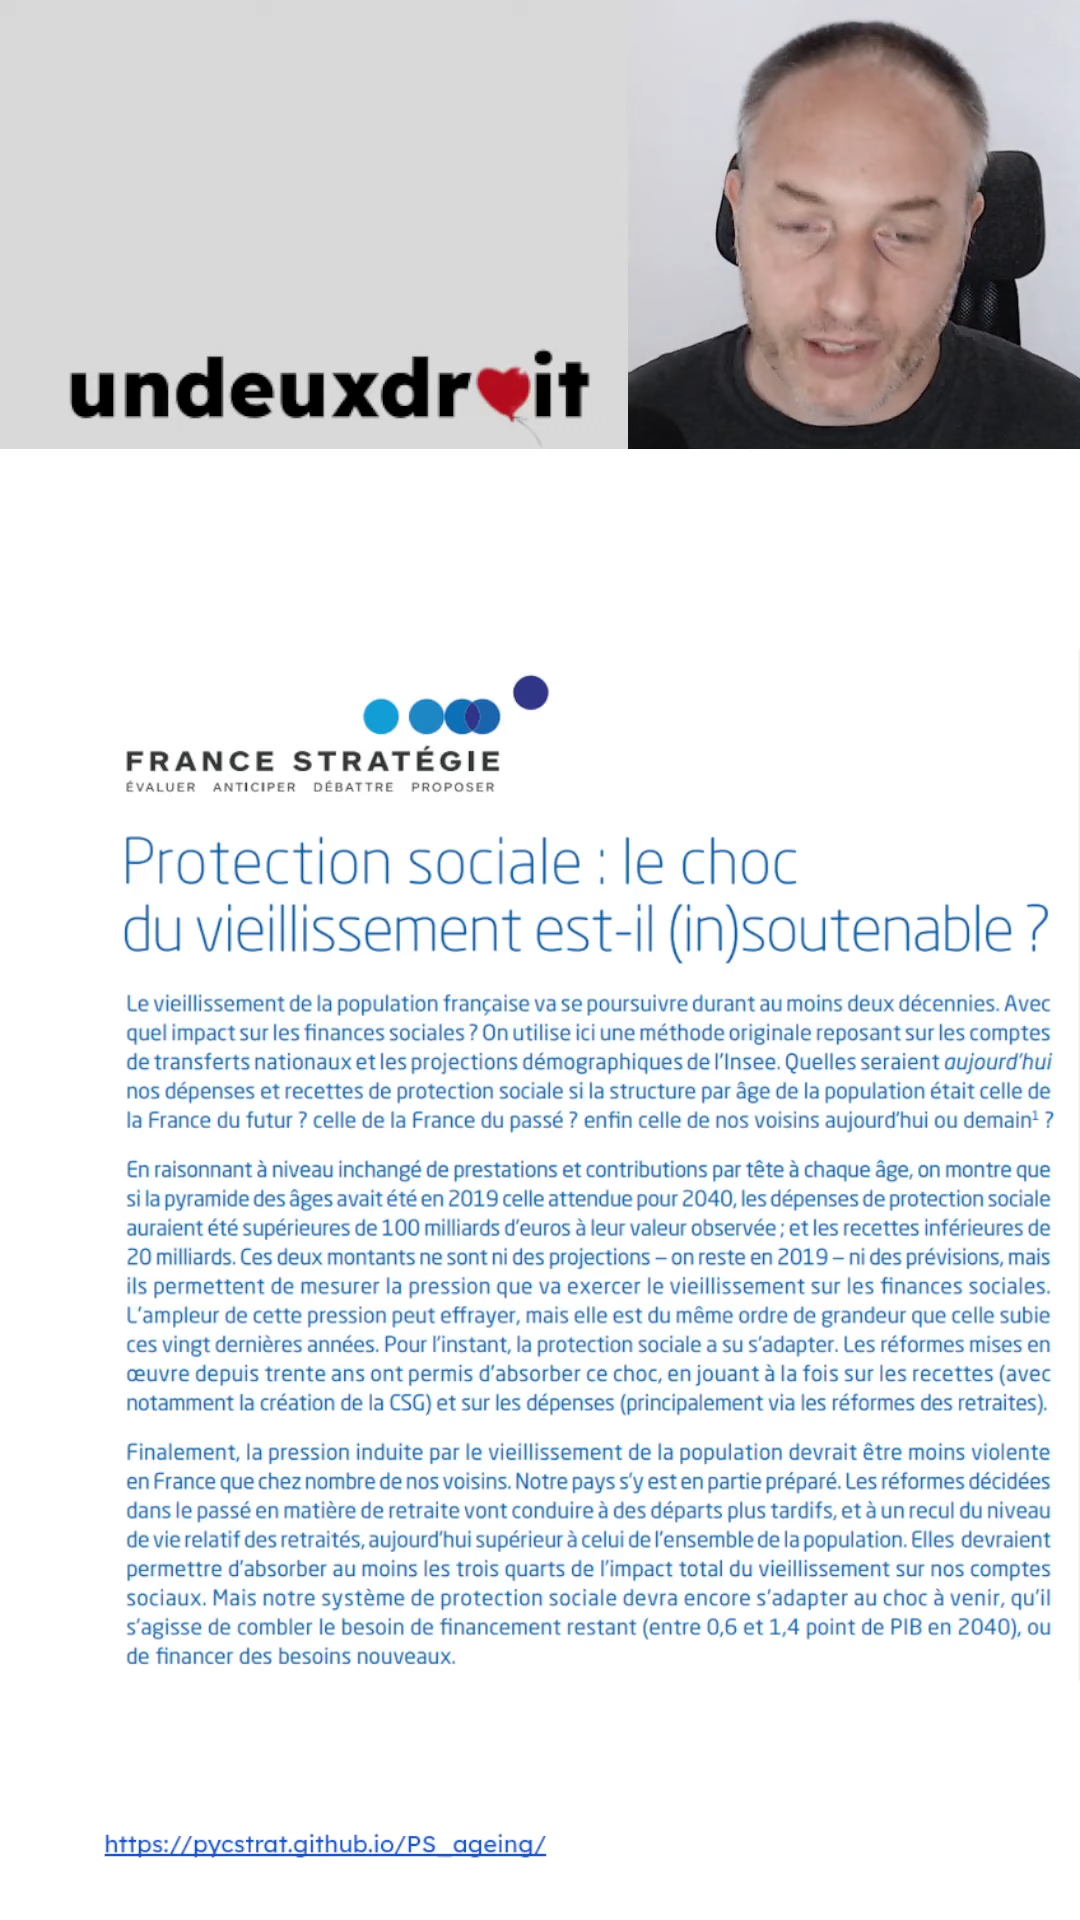 undeuxdroit
FRANCE STRATÉGIE
ÉVALUER ANTICIPER DÉBATTRE PROPOSER
Protection sociale : le choc
du vieillissement est-il (in)soutenable ?
Le vieillissement de la population française va se poursuivre durant au moins deux décennies. Avec
quel impact sur les finances sociales ? On utilise ici une méthode originale reposant sur les comptes
de transferts nationaux et les projections démographiques de l'Insee. Quelles seraient aujourd'hui
nos dépenses et recettes de protection sociale si la structure par âge de la population était celle de
la France du futur ? celle de la France du passé ? enfin celle de nos voisins aujourd'hui ou demain¹ ?
En raisonnant à niveau inchangé de prestations et contributions par tête à chaque âge, on montre que
si la pyramide des âges avait été en 2019 celle attendue pour 2040, les dépenses de protection sociale
auraient été supérieures de 100 milliards d'euros à leur valeur observée ; et les recettes inférieures de
20 milliards. Ces deux montants ne sont ni des projections – on reste en 2019 – ni des prévisions, mais
ils permettent de mesurer la pression que va exercer le vieillissement sur les finances sociales.
L'ampleur de cette pression peut effrayer, mais elle est du même ordre de grandeur que celle subie
ces vingt dernières années. Pour l'instant, la protection sociale a su s'adapter. Les réformes mises en
œuvre depuis trente ans ont permis d'absorber ce choc, en jouant à la fois sur les recettes (avec
notamment la création de la CSG) et sur les dépenses (principalement via les réformes des retraites).
Finalement, la pression induite par le vieillissement de la population devrait être moins violente
en France que chez nombre de nos voisins. Notre pays s'y est en partie préparé. Les réformes décidées
dans le passé en matière de retraite vont conduire à des départs plus tardifs, et à un recul du niveau
de vie relatif des retraités, aujourd'hui supérieur à celui de l'ensemble de la population. Elles devraient
permettre d'absorber au moins les trois quarts de l'impact total du vieillissement sur nos comptes
sociaux. Mais notre système de protection sociale devra encore s'adapter au choc à venir, qu'il
s'agisse de combler le besoin de financement restant (entre 0,6 et 1,4 point de PIB en 2040), ou
de financer des besoins nouveaux.
https://pycstrat.github.io/PS_ageing/